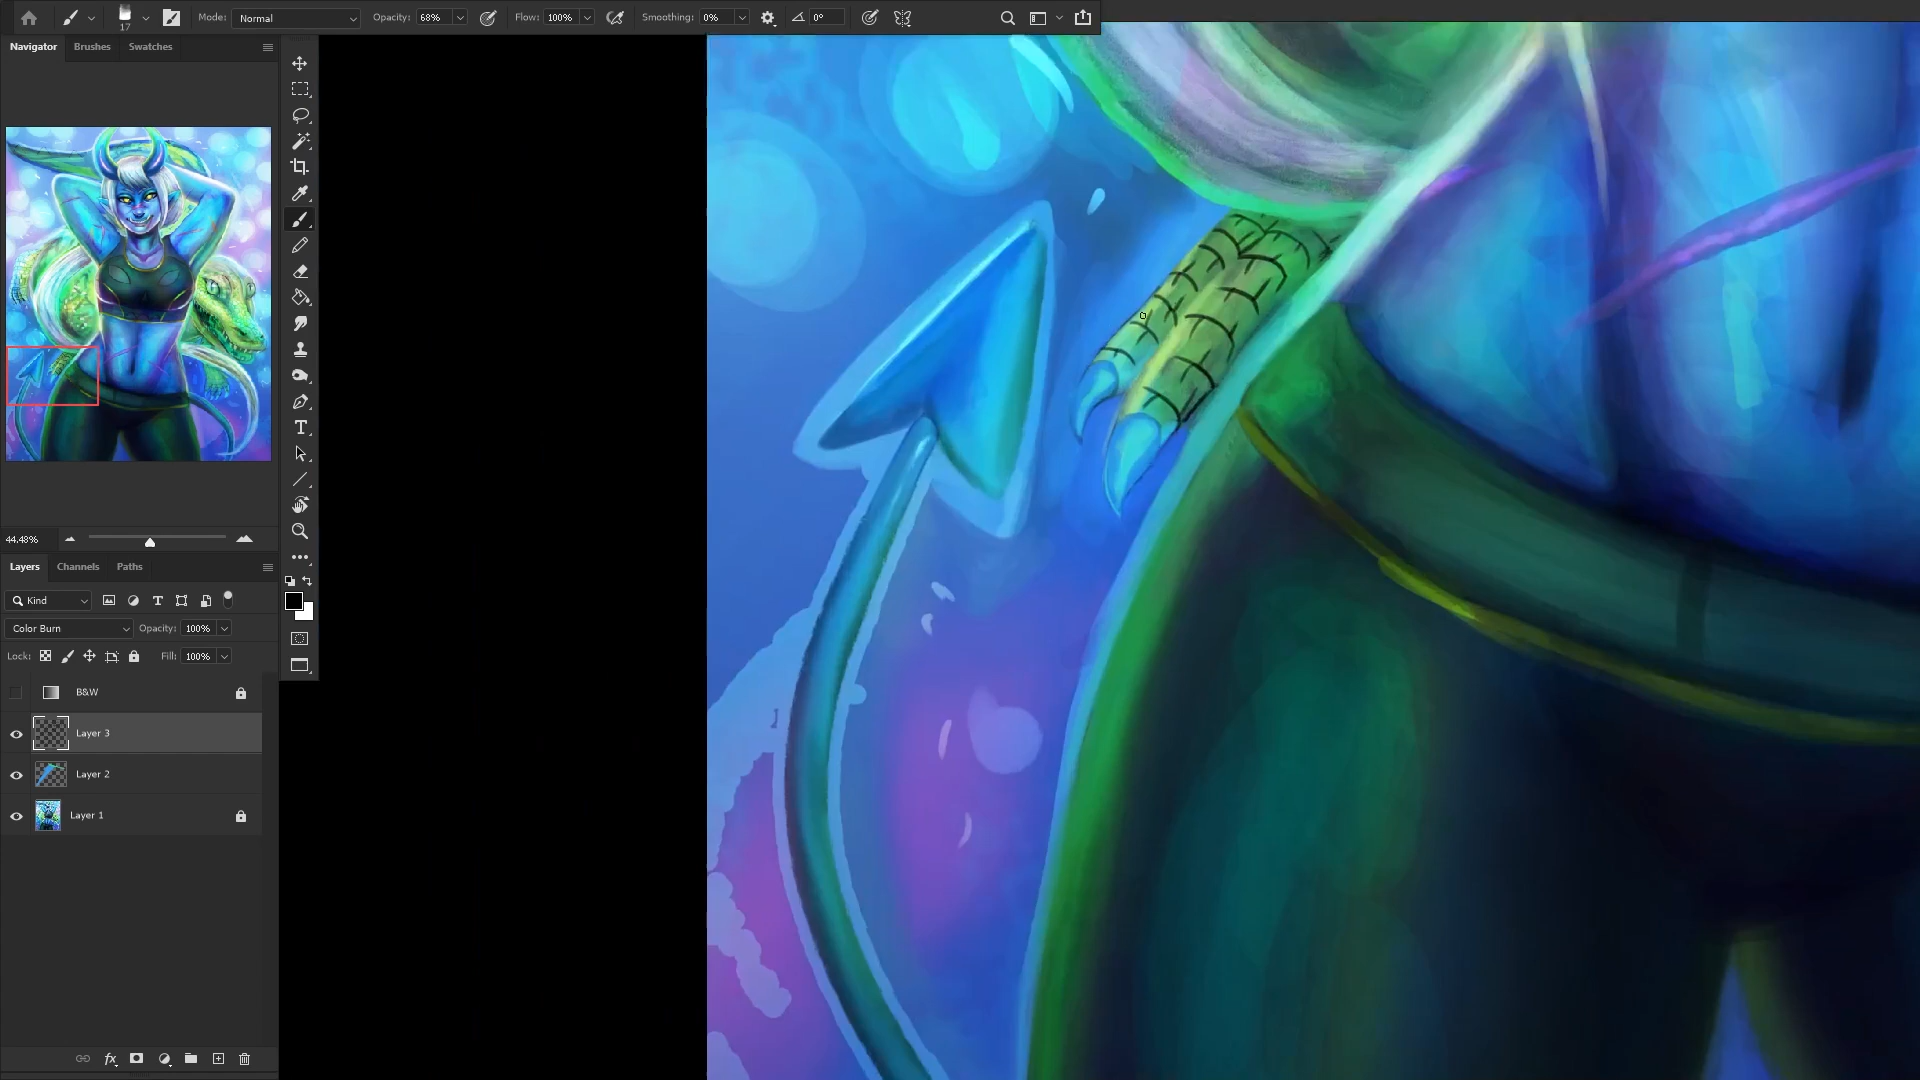 17
Mode: Normal Opacity: 68% Flow: 100% Smoothing: 0% 0°
Navigator Brushes Swatches
44.48%
Layers Channels Paths
Kind
Color Burn Opacity: 100%
Lock: Fill: 100%
B&W
Layer 3
Layer 2
Layer 1